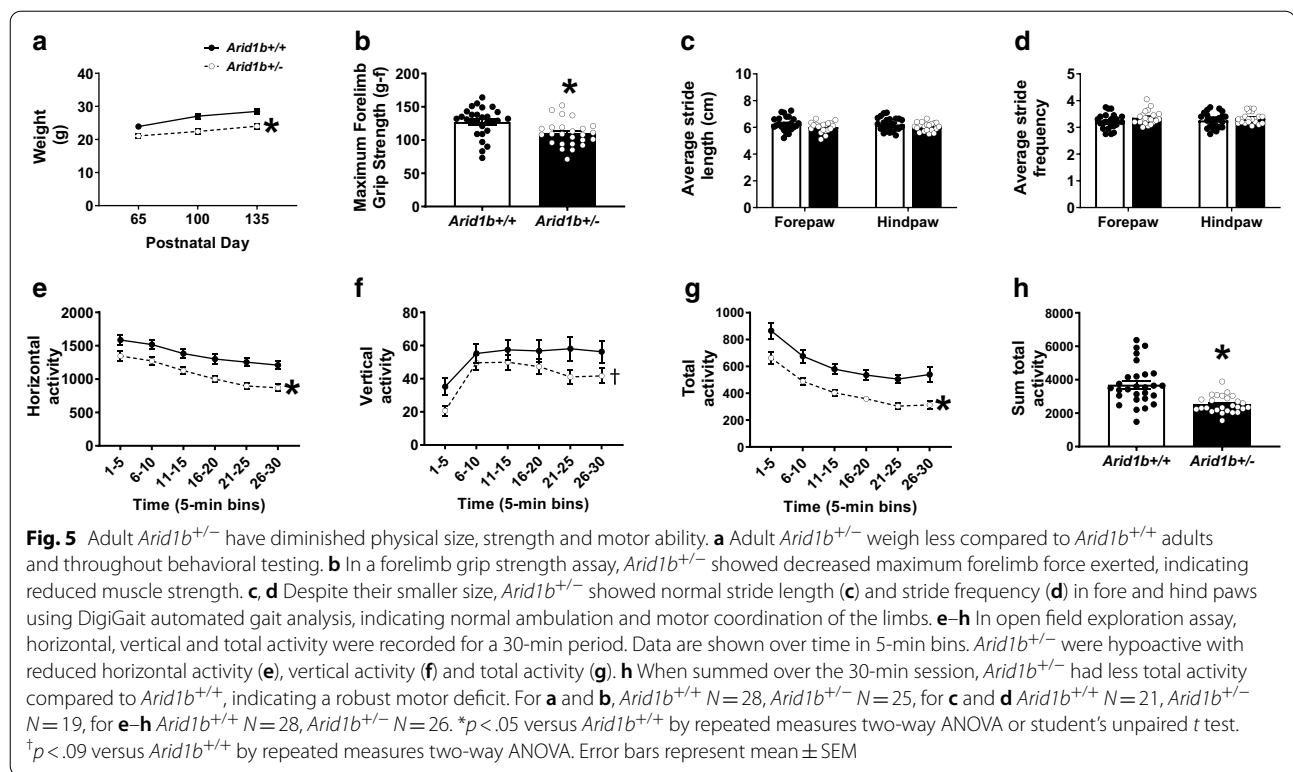 a
Arid1b+/+
Arid1b+/-
Weight
(g)
40
30
20
10
0
65 100 135
Postnatal Day
b
Maximum Forelimb
Grip Strength (g-f)
200
150
100
50
0
*
Arid1b+/+ Arid1b+/-
c
Average stride
length (cm)
10
8
6
4
2
0
Forepaw Hindpaw
d
Average stride
frequency
5
4
3
2
1
0
Forepaw Hindpaw
e
Horizontal
activity
2000
1500
1000
500
0
*
1-5 6-10 11-15 16-20 21-25 26-30
Time (5-min bins)
f
Vertical
activity
80
60
40
20
0
†
1-5 6-10 11-15 16-20 21-25 26-30
Time (5-min bins)
g
Total
activity
1000
800
600
400
200
0
*
1-5 6-10 11-15 16-20 21-25 26-30
Time (5-min bins)
h
Sum total
activity
8000
6000
4000
2000
0
*
Arid1b+/+ Arid1b+/-
Fig. 5 Adult Arid1b+/− have diminished physical size, strength and motor ability. a Adult Arid1b+/− weigh less compared to Arid1b+/+ adults
and throughout behavioral testing. b In a forelimb grip strength assay, Arid1b+/− showed decreased maximum forelimb force exerted, indicating
reduced muscle strength. c, d Despite their smaller size, Arid1b+/− showed normal stride length (c) and stride frequency (d) in fore and hind paws
using DigiGait automated gait analysis, indicating normal ambulation and motor coordination of the limbs. e–h In open field exploration assay,
horizontal, vertical and total activity were recorded for a 30-min period. Data are shown over time in 5-min bins. Arid1b+/− were hypoactive with
reduced horizontal activity (e), vertical activity (f) and total activity (g). h When summed over the 30-min session, Arid1b+/− had less total activity
compared to Arid1b+/+, indicating a robust motor deficit. For a and b, Arid1b+/+ N = 28, Arid1b+/− N = 25, for c and d Arid1b+/+ N = 21, Arid1b+/−
N = 19, for e–h Arid1b+/+ N = 28, Arid1b+/− N = 26. *p < .05 versus Arid1b+/+ by repeated measures two-way ANOVA or student's unpaired t test.
†p < .09 versus Arid1b+/+ by repeated measures two-way ANOVA. Error bars represent mean ± SEM